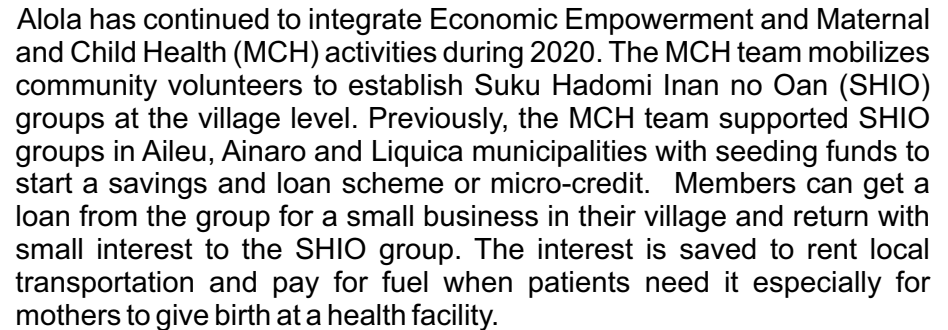 Alola has continued to integrate Economic Empowerment and Maternal
and Child Health (MCH) activities during 2020. The MCH team mobilizes
community volunteers to establish Suku Hadomi Inan no Oan (SHIO)
groups at the village level. Previously, the MCH team supported SHIO
groups in Aileu, Ainaro and Liquica municipalities with seeding funds to
start a savings and loan scheme or micro-credit. Members can get a
loan from the group for a small business in their village and return with
small interest to the SHIO group. The interest is saved to rent local
transportation and pay for fuel when patients need it especially for
mothers to give birth at a health facility.